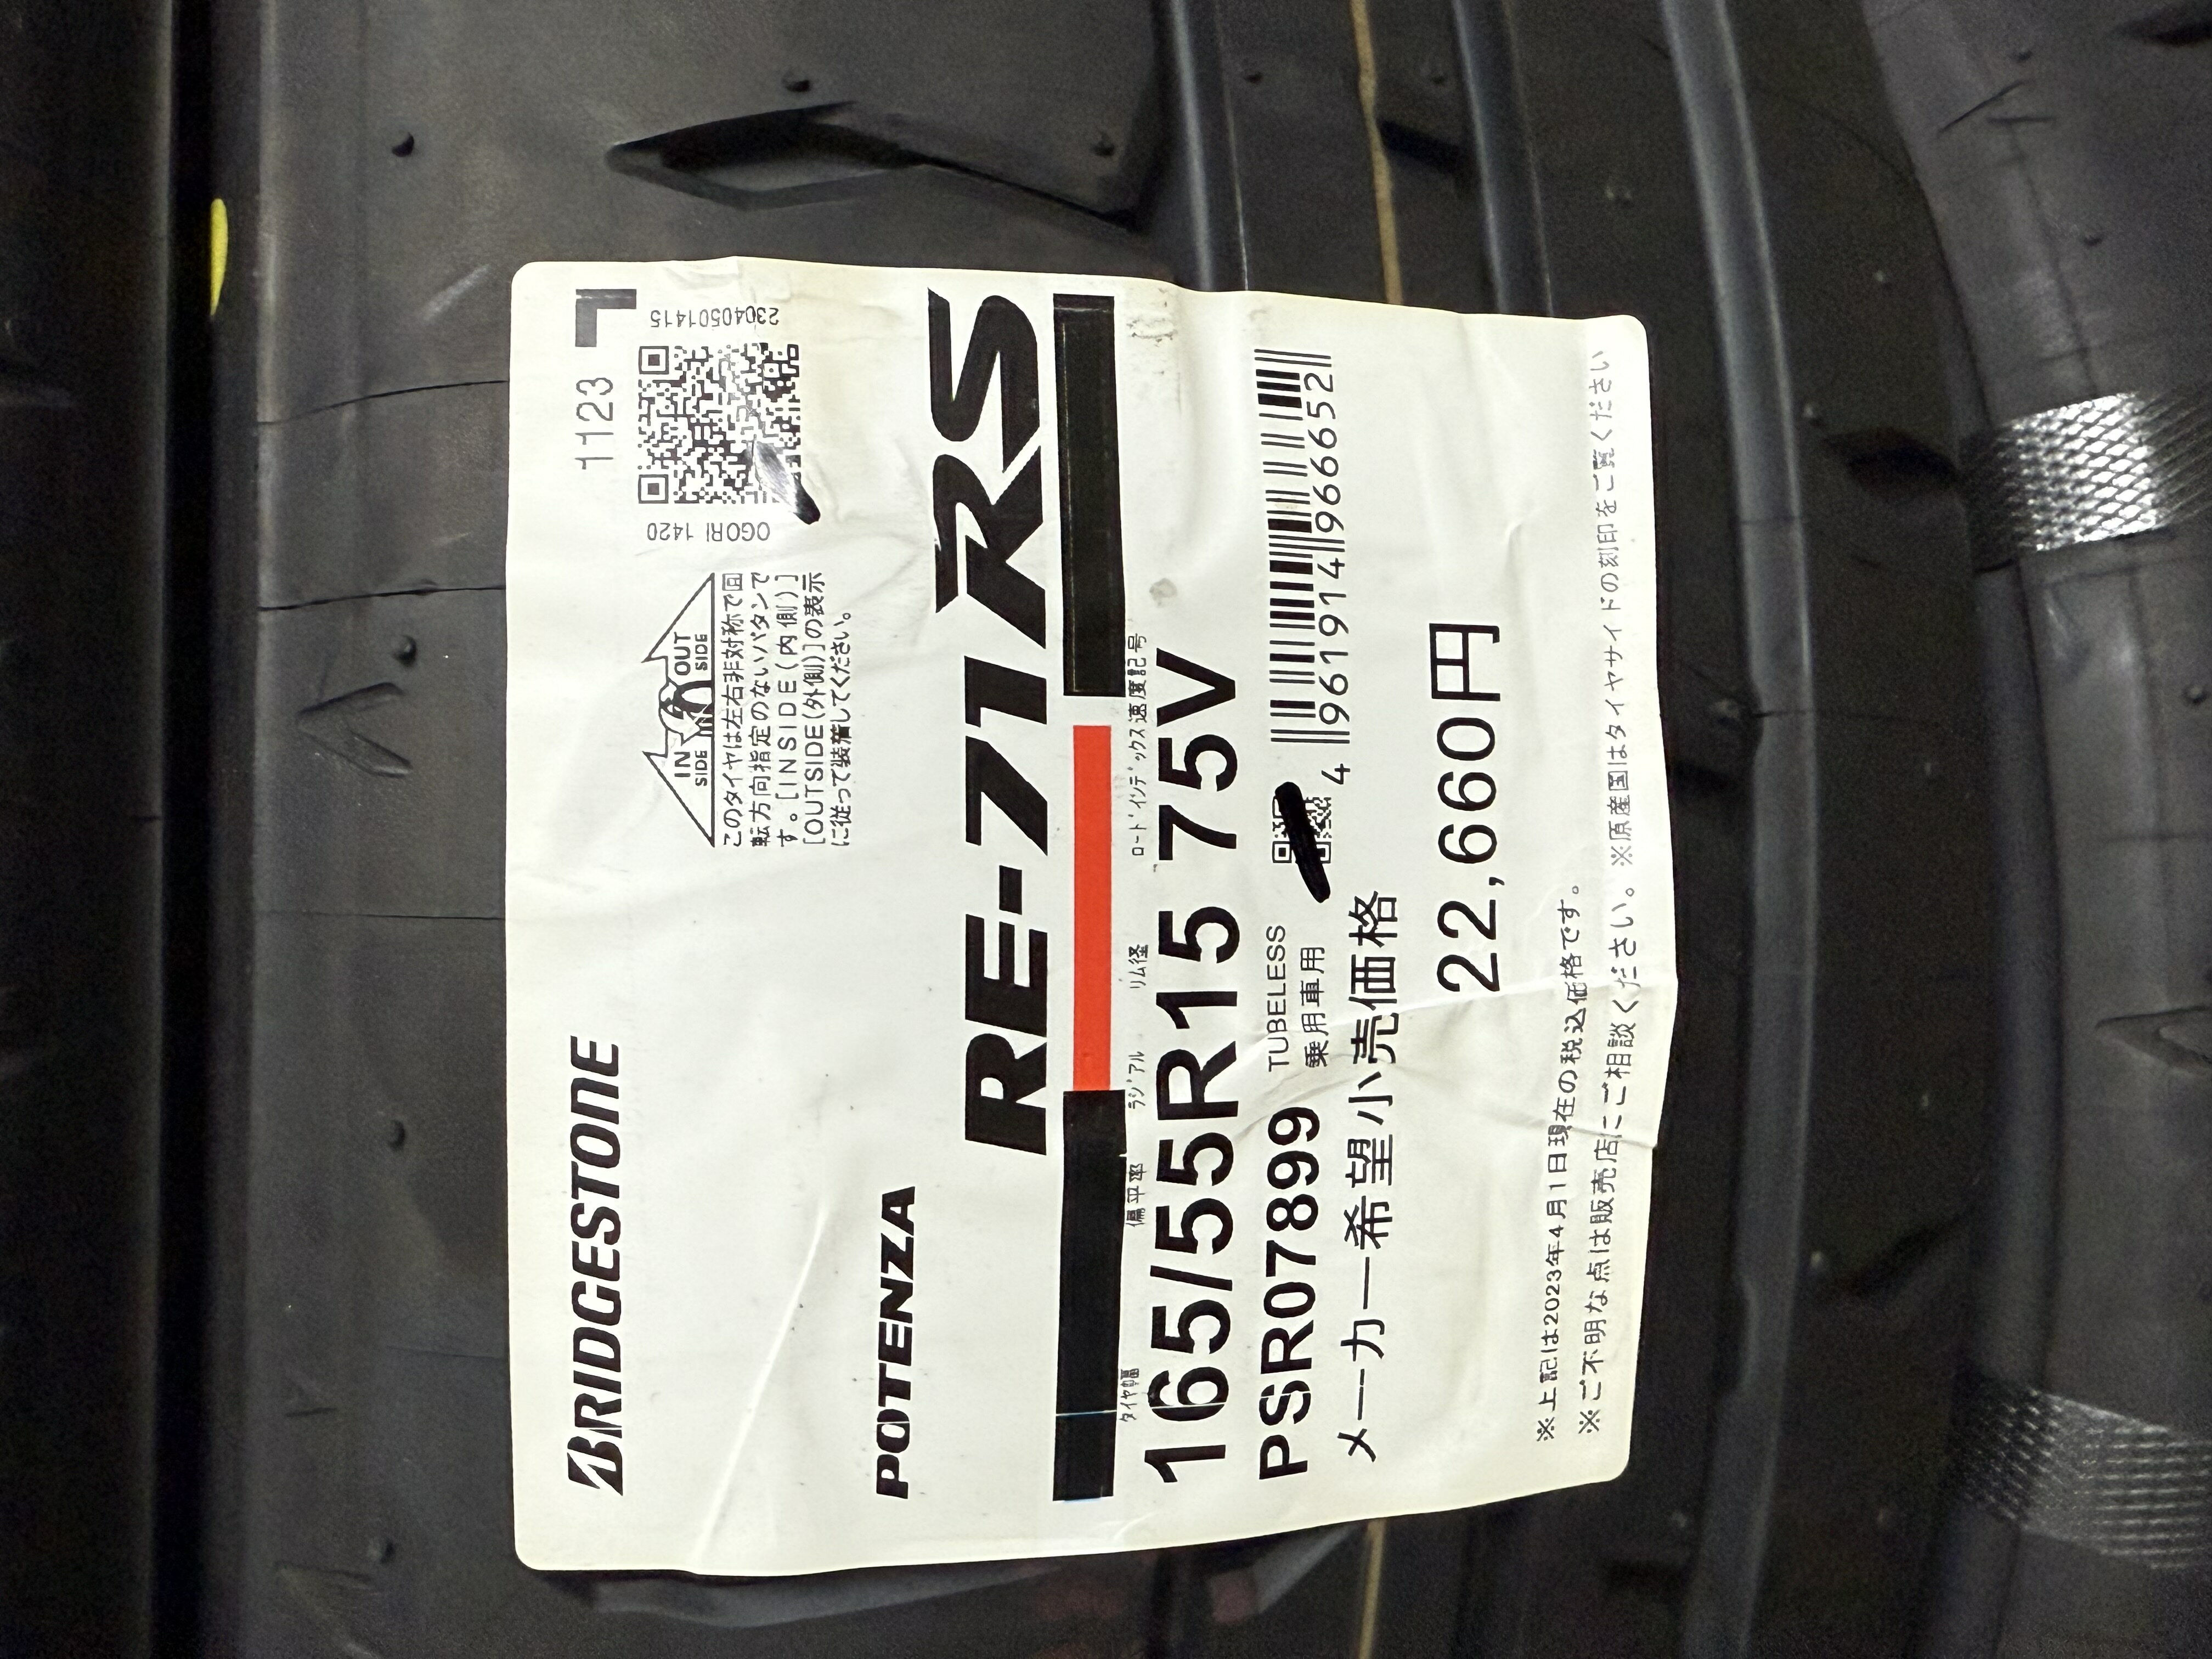 BRIDGESTONE
1123
OGORI 1420
23040501415
IN SIDE
OUT SIDE
このタイヤは左右非対称で回
転方向指定のないパタンで
す。[INSIDE(内側)]
[OUTSIDE(外側)]の表示
に従って装着してください。
POTENZA
RE-71RS
タイヤ幅 偏平率 ラジアル リム径 ロードインデックス 速度記号
165/55R15 75V
PSR07899 TUBELESS
乗用車用
4961914966652
メーカー希望小売価格
22,660円
※上記は2023年4月1日現在の税込価格です。
※ご不明な点は販売店にご相談ください。※原産国はタイヤサイドの刻印をご覧ください